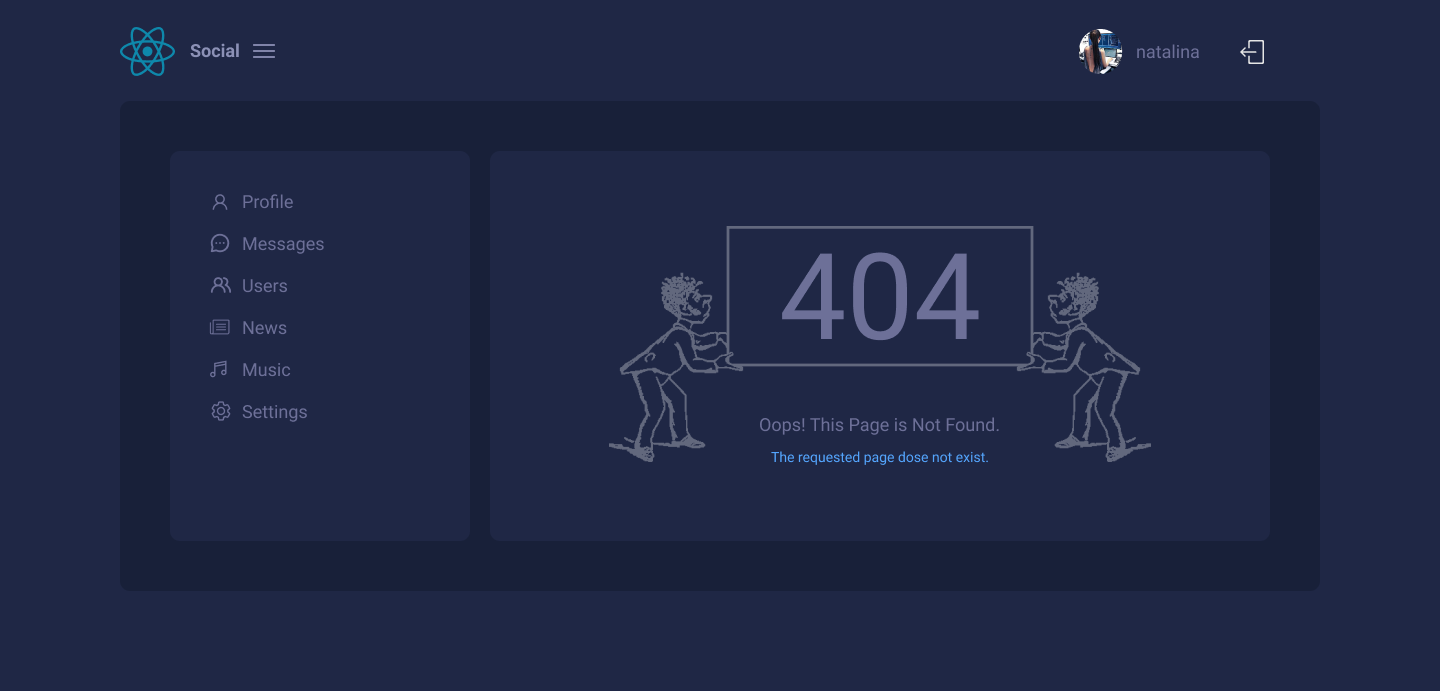 Social
natalina
Profile
Messages
Users
News
Music
Settings
404
Oops! This Page is Not Found.
The requested page dose not exist.